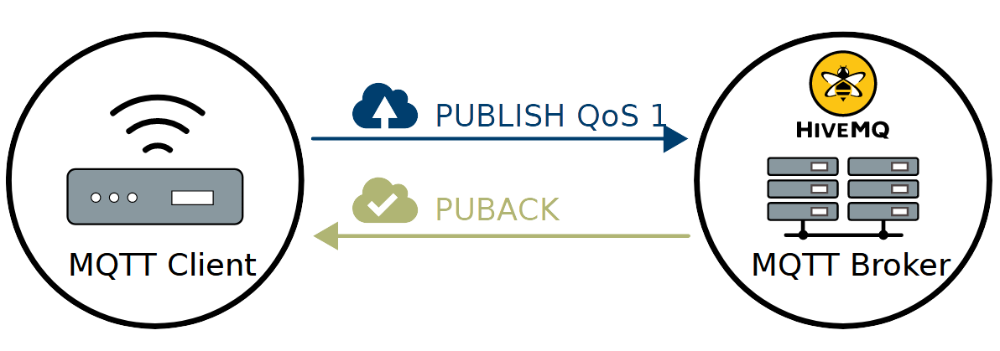 PUBLISH QoS 1
HIVEMQ
PUBACK
MQTT Client
MQTT Broker